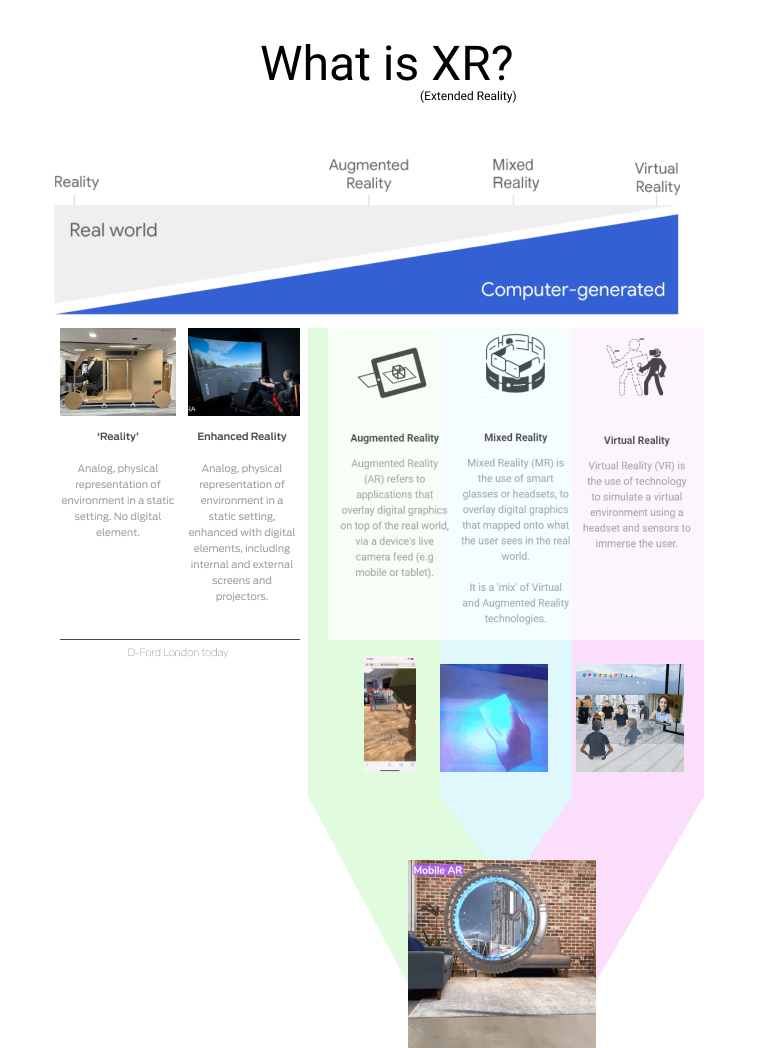 What is XR?
(Extended Reality)
Reality
Augmented
Reality
Mixed
Reality
Virtual
Reality
Real world
Computer-generated
RA
'Reality'
Analog, physical
representation of
environment in a static
setting. No digital
element.
Enhanced Reality
Analog, physical
representation of
environment in a
static setting,
enhanced with digital
elements, including
internal and external
screens and
projectors.
D-Ford London today
Augmented Reality
Augmented Reality
(AR) refers to
applications that
overlay digital graphics
on top of the real world,
via a device's live
camera feed (e.g
mobile or tablet).
Mixed Reality
Mixed Reality (MR) is
the use of smart
glasses or headsets, to
overlay digital graphics
that mapped onto what
the user sees in the real
world.
It is a 'mix' of Virtual
and Augmented Reality
technologies.
Virtual Reality
Virtual Reality (VR) is
the use of technology
to simulate a virtual
environment using a
headset and sensors to
immerse the user.
Mobile AR